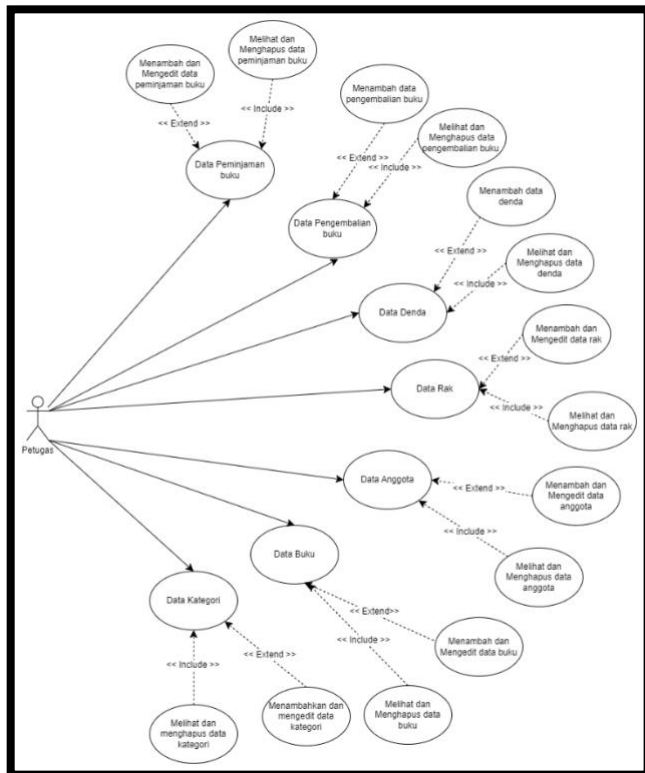 Menambah dan
Mengedit data
peminjaman buku
Melihat dan
Menghapus data
peminjaman buku
<< Extend >>
<< Include >>
Data Peminjaman
buku
Menambah data
pengembalian buku
Melihat dan
Menghapus data
pengembalian buku
<< Extend >>
<< Include >>
Data Pengembalian
buku
Menambah data
denda
<< Extend >>
Melihat dan
Menghapus data
denda
<< Include >>
Data Denda
Menambah dan
Mengedit data rak
<< Extend >>
Data Rak
<< Include >>
Melihat dan
Menghapus data rak
Petugas
Data Anggota
<< Extend >>
Menambah dan
Mengedit data
anggota
<< Include >>
Melihat dan
Menghapus data
anggota
Data Buku
<< Extend>>
Menambah dan
Mengedit data buku
<< Include >>
Melihat dan
Menghapus data
buku
Data Kategori
<< Include >>
<< Extend >>
Melihat dan
menghapus data
kategori
Menambahkan dan
mengedit data
kategori